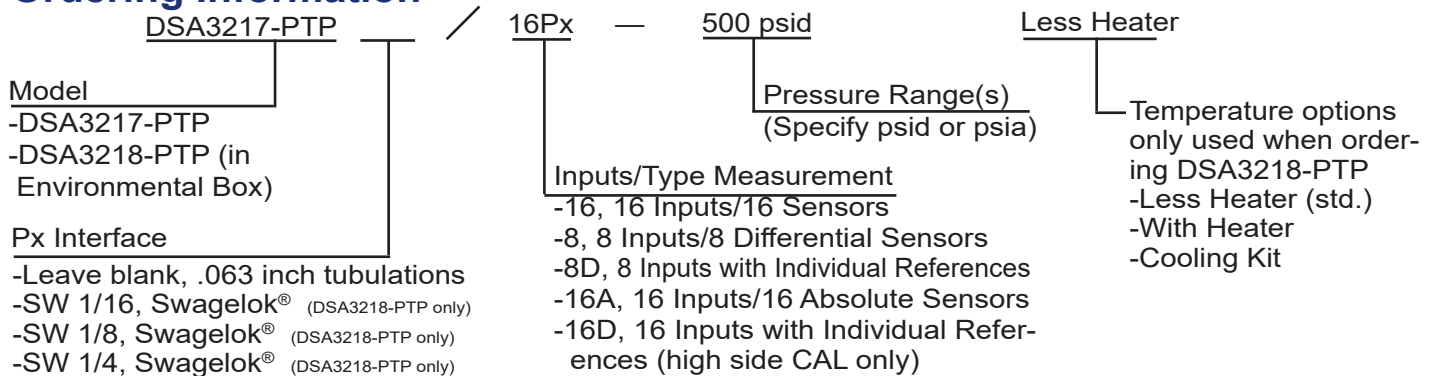 Ordering Information
DSA3217-PTP / 16Px — 500 psid Less Heater
Model
-DSA3217-PTP
-DSA3218-PTP (in
Environmental Box)
Px Interface
-Leave blank, .063 inch tubulations
-SW 1/16, Swagelok® (DSA3218-PTP only)
-SW 1/8, Swagelok® (DSA3218-PTP only)
-SW 1/4, Swagelok® (DSA3218-PTP only)
Inputs/Type Measurement
-16, 16 Inputs/16 Sensors
-8, 8 Inputs/8 Differential Sensors
-8D, 8 Inputs with Individual References
-16A, 16 Inputs/16 Absolute Sensors
-16D, 16 Inputs with Individual Refer-
ences (high side CAL only)
Pressure Range(s)
(Specify psid or psia)
Temperature options
only used when order-
ing DSA3218-PTP
-Less Heater (std.)
-With Heater
-Cooling Kit